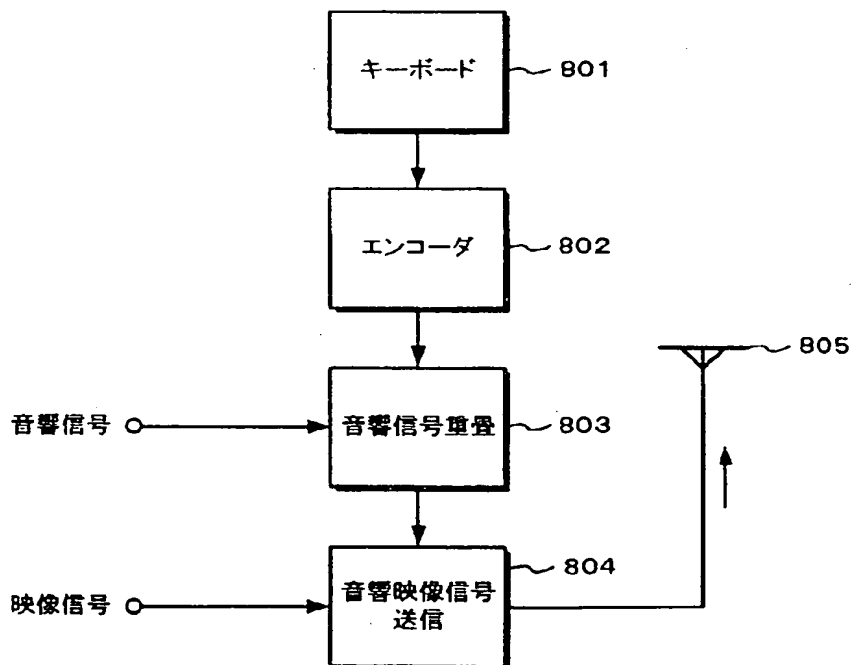 キーボード
801
エンコーダ
802
805
音響信号
音響信号重畳
803
804
映像信号
音響映像信号
送信